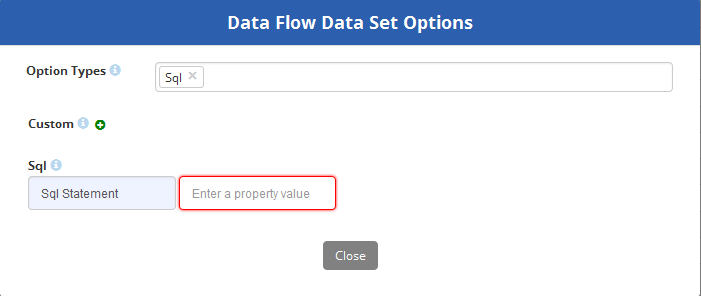 Data Flow Data Set Options
Option Types
Sql
Custom
Sql
Sql Statement Enter a property value
Close